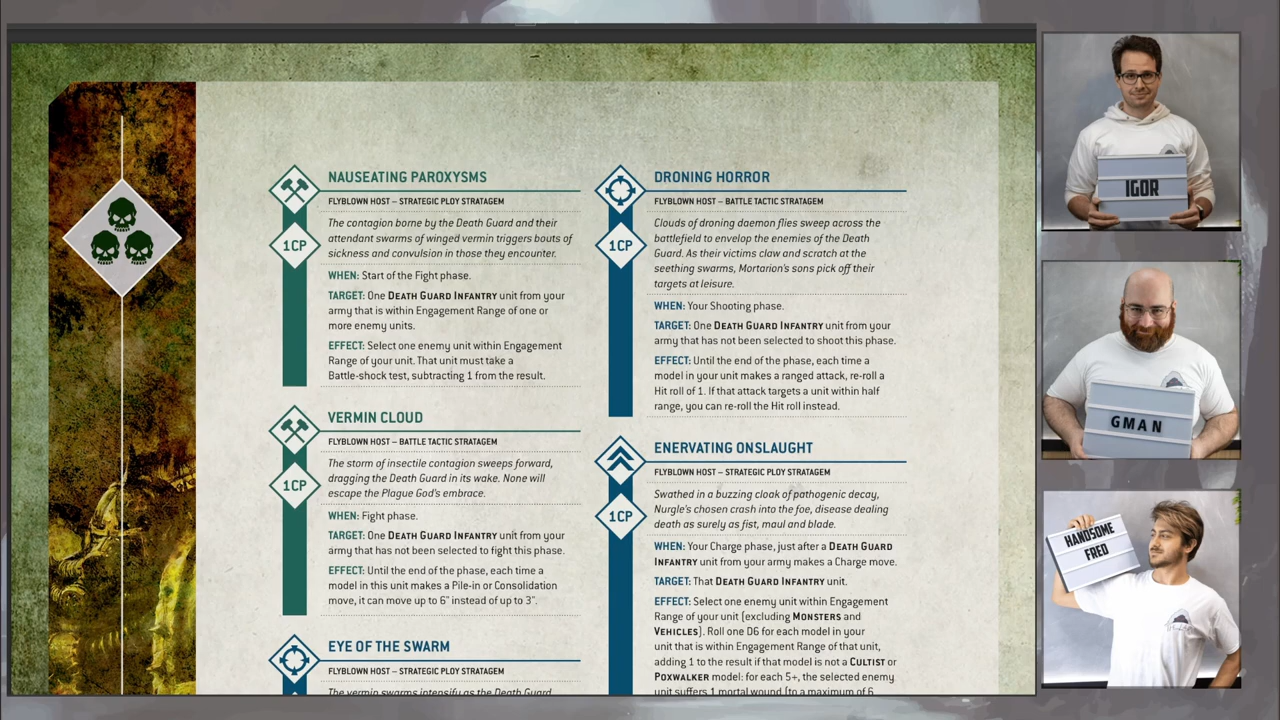 NAUSEATING PAROXYSMS
FLYBLOWN HOST – STRATEGIC PLOY STRATAGEM
1CP
The contagion borne by the Death Guard and their
attendant swarms of winged vermin triggers bouts of
sickness and convulsion in those they encounter.
WHEN: Start of the Fight phase.
TARGET: One DEATH GUARD INFANTRY unit from your
army that is within Engagement Range of one or
more enemy units.
EFFECT: Select one enemy unit within Engagement
Range of your unit. That unit must take a
Battle-shock test, subtracting 1 from the result.
VERMIN CLOUD
FLYBLOWN HOST – BATTLE TACTIC STRATAGEM
1CP
The storm of insectile contagion sweeps forward,
dragging the Death Guard in its wake. None will
escape the Plague God's embrace.
WHEN: Fight phase.
TARGET: One DEATH GUARD INFANTRY unit from your
army that has not been selected to fight this phase.
EFFECT: Until the end of the phase, each time a
model in this unit makes a Pile-in or Consolidation
move, it can move up to 6" instead of up to 3".
EYE OF THE SWARM
FLYBLOWN HOST – STRATEGIC PLOY STRATAGEM
The vermin swarms intensify as the Death Guard
DRONING HORROR
FLYBLOWN HOST – BATTLE TACTIC STRATAGEM
1CP
Clouds of droning daemon flies sweep across the
battlefield to envelop the enemies of the Death
Guard. As their victims claw and scratch at the
seething swarms, Mortarion's sons pick off their
targets at leisure.
WHEN: Your Shooting phase.
TARGET: One DEATH GUARD INFANTRY unit from your
army that has not been selected to shoot this phase.
EFFECT: Until the end of the phase, each time a
model in your unit makes a ranged attack, re-roll a
Hit roll of 1. If that attack targets a unit within half
range, you can re-roll the Hit roll instead.
ENERVATING ONSLAUGHT
FLYBLOWN HOST – STRATEGIC PLOY STRATAGEM
1CP
Swathed in a buzzing cloak of pathogenic decay,
Nurgle's chosen crash into the foe, disease dealing
death as surely as fist, maul and blade.
WHEN: Your Charge phase, just after a DEATH GUARD
INFANTRY unit from your army makes a Charge move.
TARGET: That DEATH GUARD INFANTRY unit.
EFFECT: Select one enemy unit within Engagement
Range of your unit (excluding MONSTERS and
VEHICLES). Roll one D6 for each model in your
unit that is within Engagement Range of that unit,
adding 1 to the result if that model is not a CULTIST or
POXWALKER model: for each 5+, the selected enemy
unit suffers 1 mortal wound (to a maximum of 6
IGOR
GMAN
HANDSOME
FRED